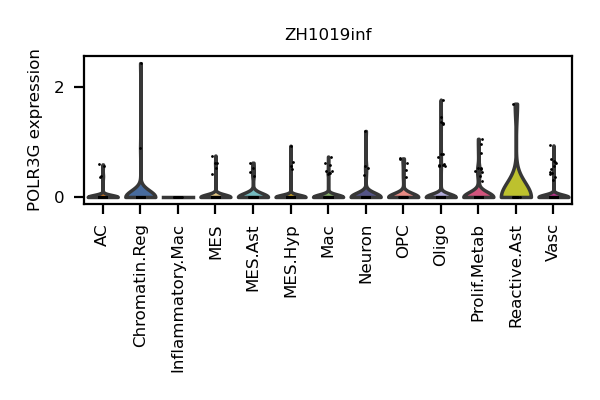 ZH1019inf
POLR3G expression
2
0
AC
Chromatin.Reg
Inflammatory.Mac
MES
MES.Ast
MES.Hyp
Mac
Neuron
OPC
Oligo
Prolif.Metab
Reactive.Ast
Vasc